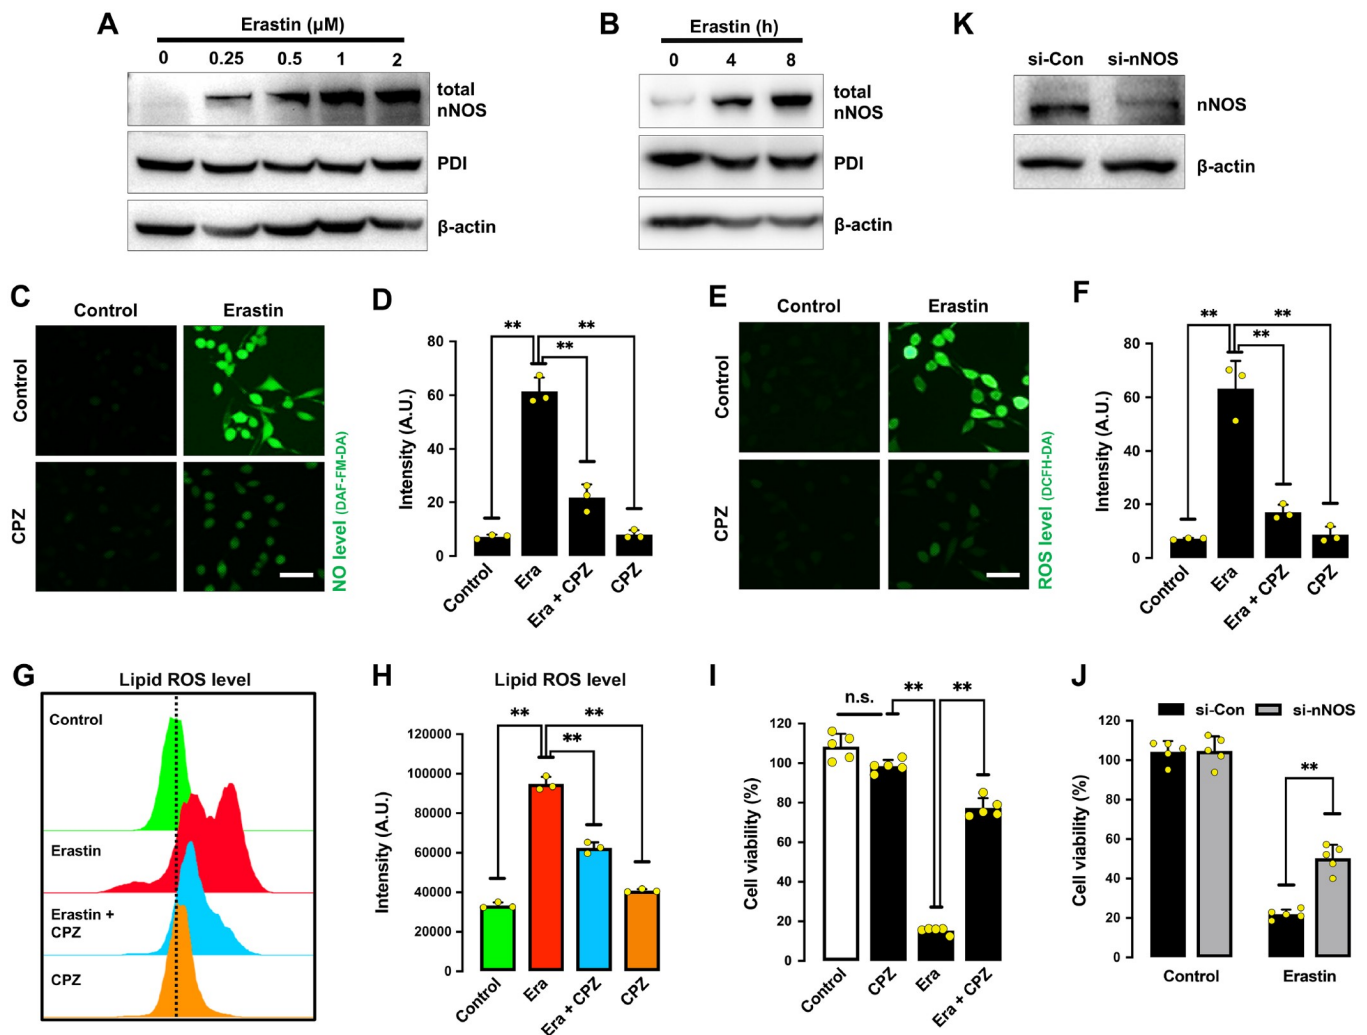 A
Erastin (µM)
0 0.25 0.5 1 2
total
nNOS
PDI
β-actin
B
Erastin (h)
0 4 8
total
nNOS
PDI
β-actin
K
si-Con si-nNOS
nNOS
β-actin
C
Control Erastin
Control
CPZ
NO level (DAF-FM-DA)
D
Intensity (A.U.)
80
60
40
20
0
** **
**
Control Era Era + CPZ CPZ
E
Control Erastin
Control
CPZ
ROS level (DCFH-DA)
F
Intensity (A.U.)
80
60
40
20
0
** **
**
Control Era Era + CPZ CPZ
G
Lipid ROS level
Control
Erastin
Erastin +
CPZ
CPZ
H
Lipid ROS level
Intensity (A.U.)
120000
100000
80000
60000
40000
20000
0
** **
**
Control Era Era + CPZ CPZ
I
Cell viability (%)
120
100
80
60
40
20
0
n.s. ** **
Control CPZ Era Era + CPZ
J
si-Con si-nNOS
Cell viability (%)
120
100
80
60
40
20
0
**
Control Erastin